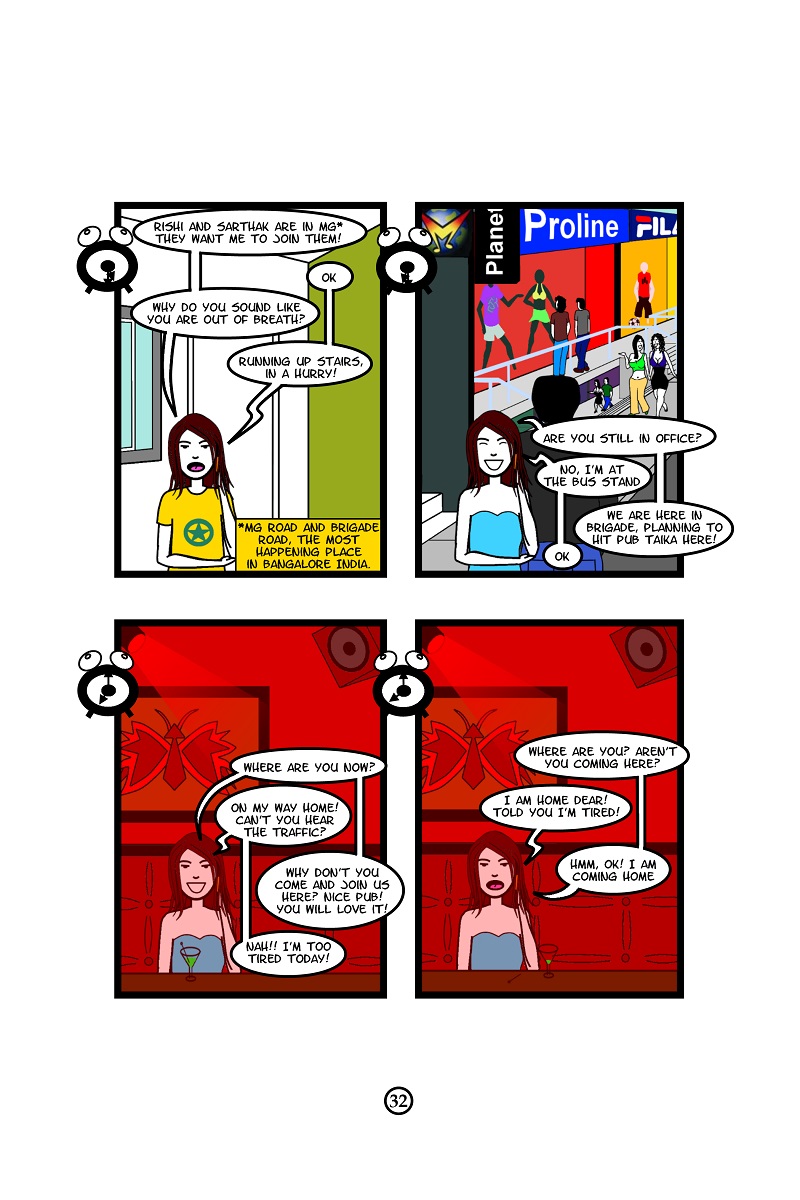 RISHI AND SARTHAK ARE IN MG*
THEY WANT ME TO JOIN THEM!
OK
WHY DO YOU SOUND LIKE
YOU ARE OUT OF BREATH?
RUNNING UP STAIRS,
IN A HURRY!
*MG ROAD AND BRIGADE
ROAD, THE MOST
HAPPENING PLACE
IN BANGALORE INDIA.
Planet
Proline
FILA
ARE YOU STILL IN OFFICE?
NO, I'M AT
THE BUS STAND
WE ARE HERE IN
BRIGADE, PLANNING TO
HIT PUB TAIKA HERE!
OK
WHERE ARE YOU NOW?
ON MY WAY HOME!
CAN'T YOU HEAR
THE TRAFFIC?
WHY DON'T YOU
COME AND JOIN US
HERE? NICE PUB!
YOU WILL LOVE IT!
NAH!! I'M TOO
TIRED TODAY!
WHERE ARE YOU? AREN'T
YOU COMING HERE?
I AM HOME DEAR!
TOLD YOU I'M TIRED!
HMM, OK! I AM
COMING HOME
32